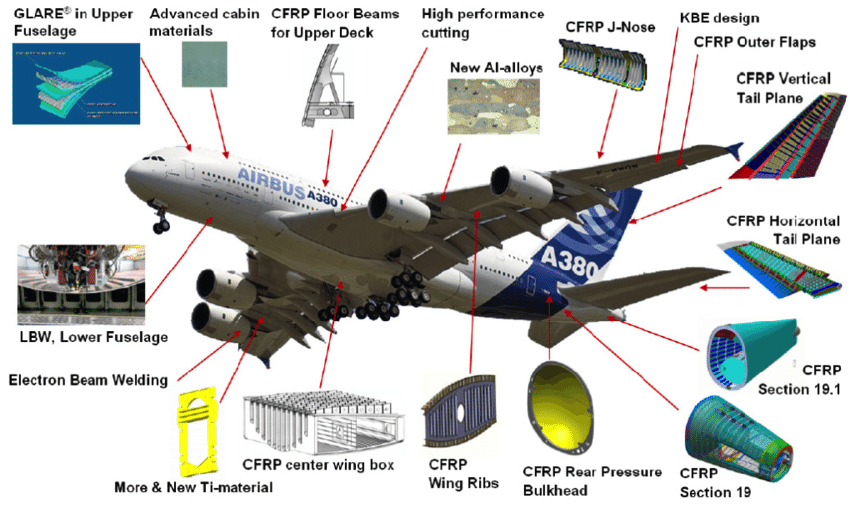 GLARE® in Upper
Fuselage
Advanced cabin
materials
CFRP Floor Beams
for Upper Deck
High performance
cutting
New Al-alloys
CFRP J-Nose
KBE design
CFRP Outer Flaps
CFRP Vertical
Tail Plane
AIRBUS A380
A380
CFRP Horizontal
Tail Plane
LBW, Lower Fuselage
Electron Beam Welding
More & New Ti-material
CFRP center wing box
CFRP
Wing Ribs
CFRP Rear Pressure
Bulkhead
CFRP
Section 19
CFRP
Section 19.1